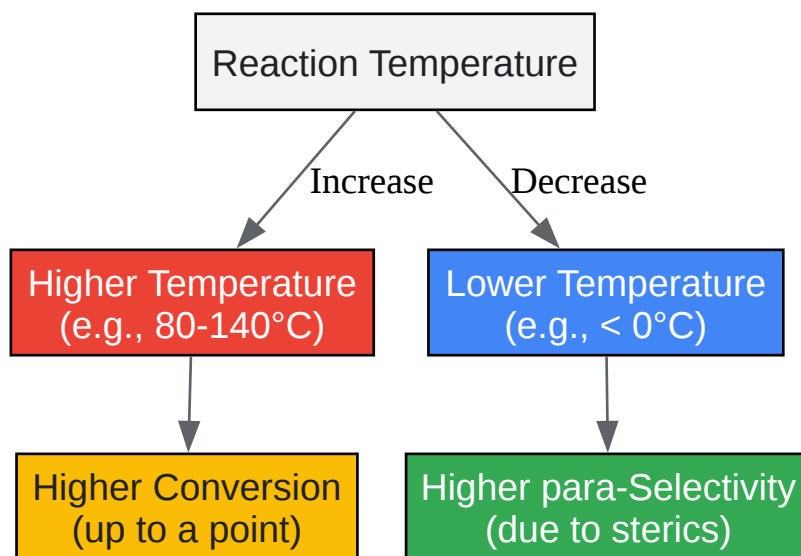 Reaction Temperature
Increase
Decrease
Higher Temperature
(e.g., 80-140°C)
Lower Temperature
(e.g., < 0°C)
Higher Conversion
(up to a point)
Higher para-Selectivity
(due to sterics)